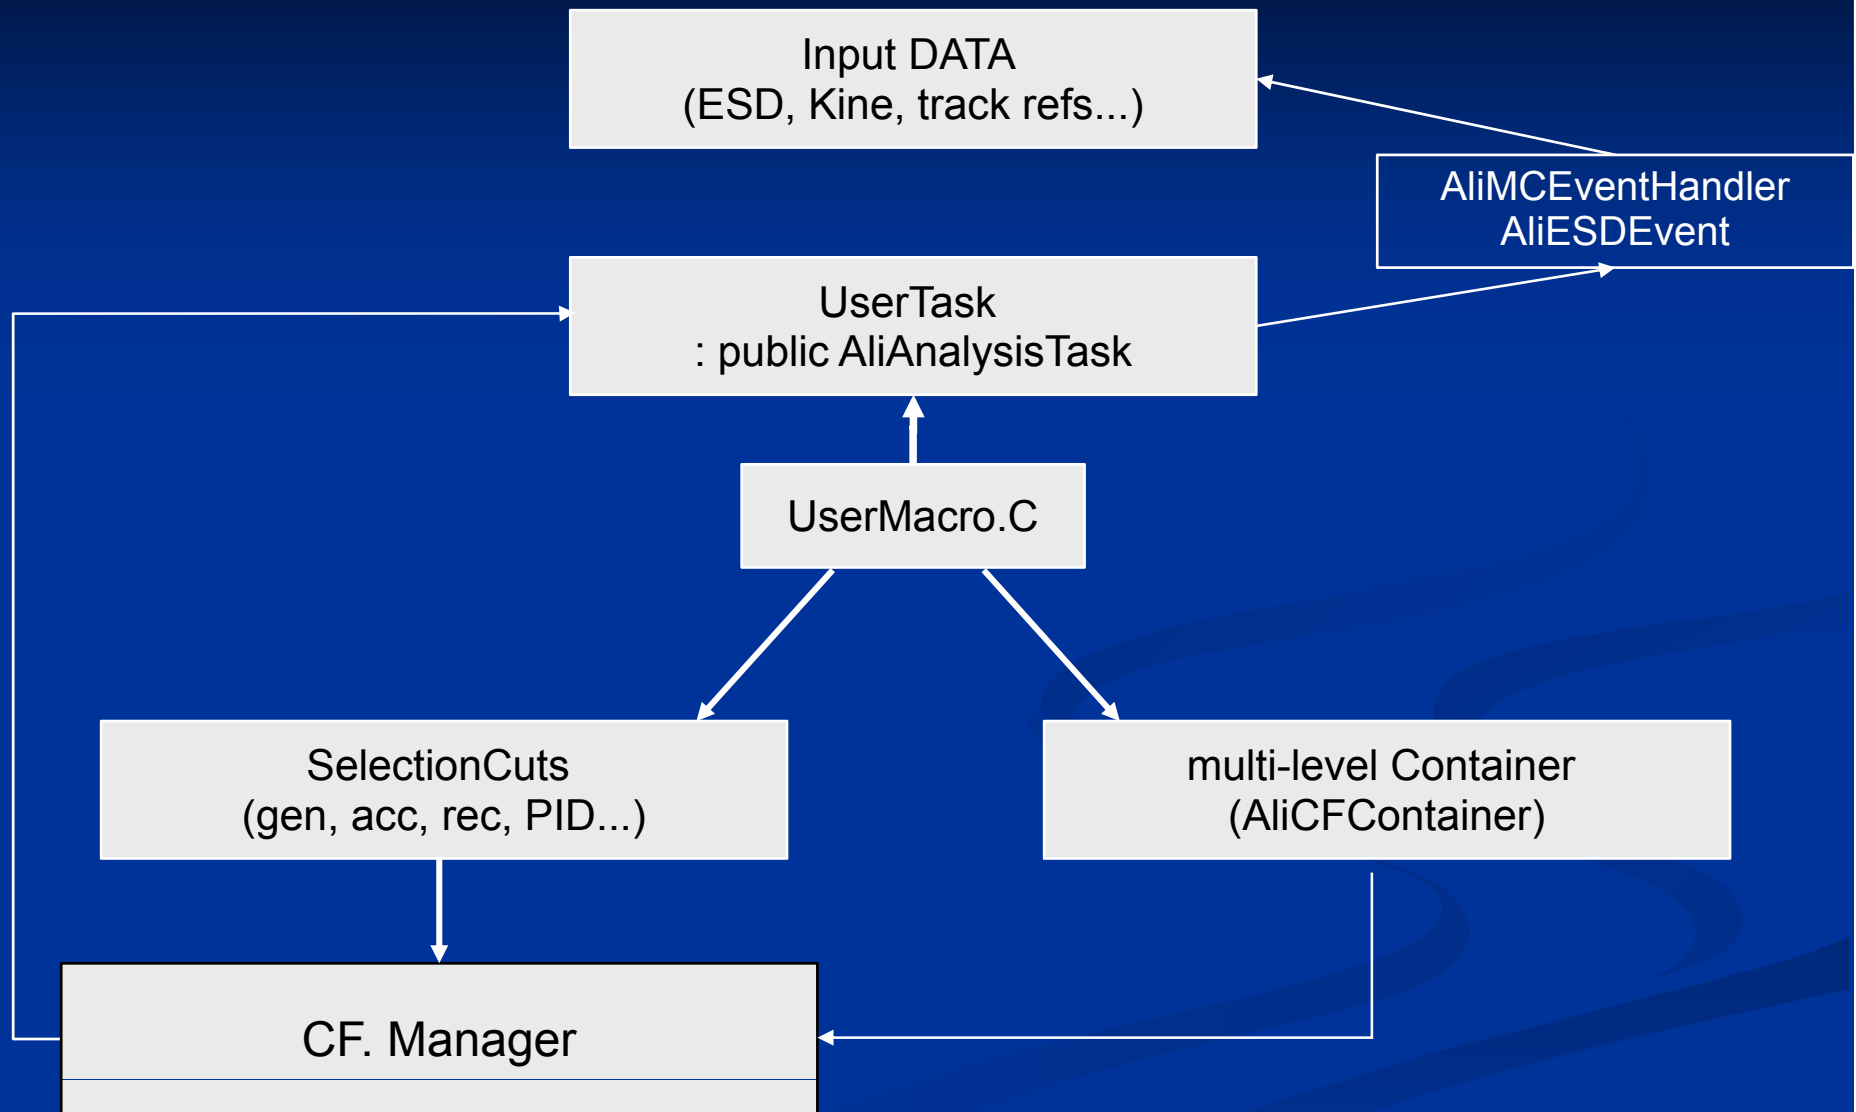 Input DATA
(ESD, Kine, track refs...)
AliMCEventHandler
AliESDEvent
UserTask
: public AliAnalysisTask
UserMacro.C
SelectionCuts
(gen, acc, rec, PID...)
multi-level Container
(AliCFContainer)
CF. Manager